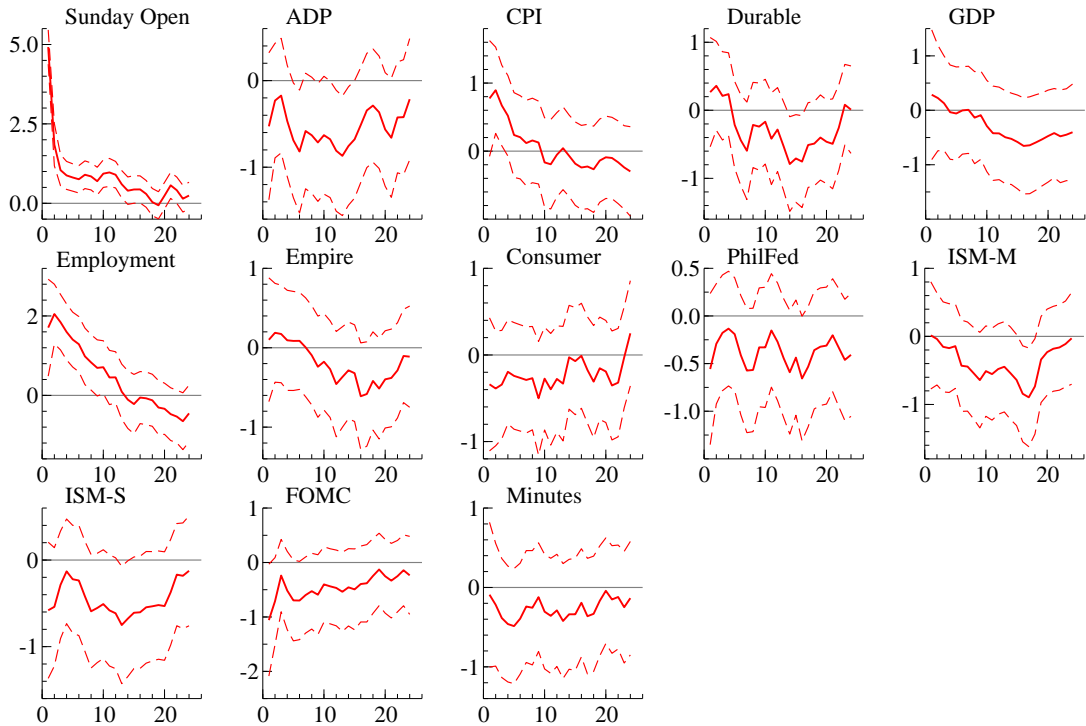 Sunday Open ADP CPI Durable GDP
5.0 0 1 1 1
2.5 0 0 0
0.0 -1 -1 -1
0 10 20 0 10 20 0 10 20 0 10 20 0 10 20
Employment Empire Consumer PhilFed ISM-M
2 1 1 0.5 1
0 0 0 0.0 0
-1 -1 -1.0 -1
0 10 20 0 10 20 0 10 20 0 10 20 0 10 20
ISM-S FOMC Minutes
0 1 1
-1 0 0
-1 -1
-2
0 10 20 0 10 20 0 10 20